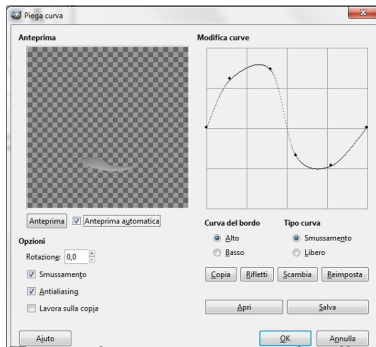 Piega curva
Anteprima
Modifica curve
Anteprima
Anteprima automatica
Curva del bordo
Tipo curva
Alto
Smussamento
Basso
Libero
Opzioni
Rotazione: 0,0
Smussamento
Antialiasing
Lavora sulla copia
Copia
Rifletti
Scambia
Reimposta
Apri
Salva
Aiuto
OK
Annulla